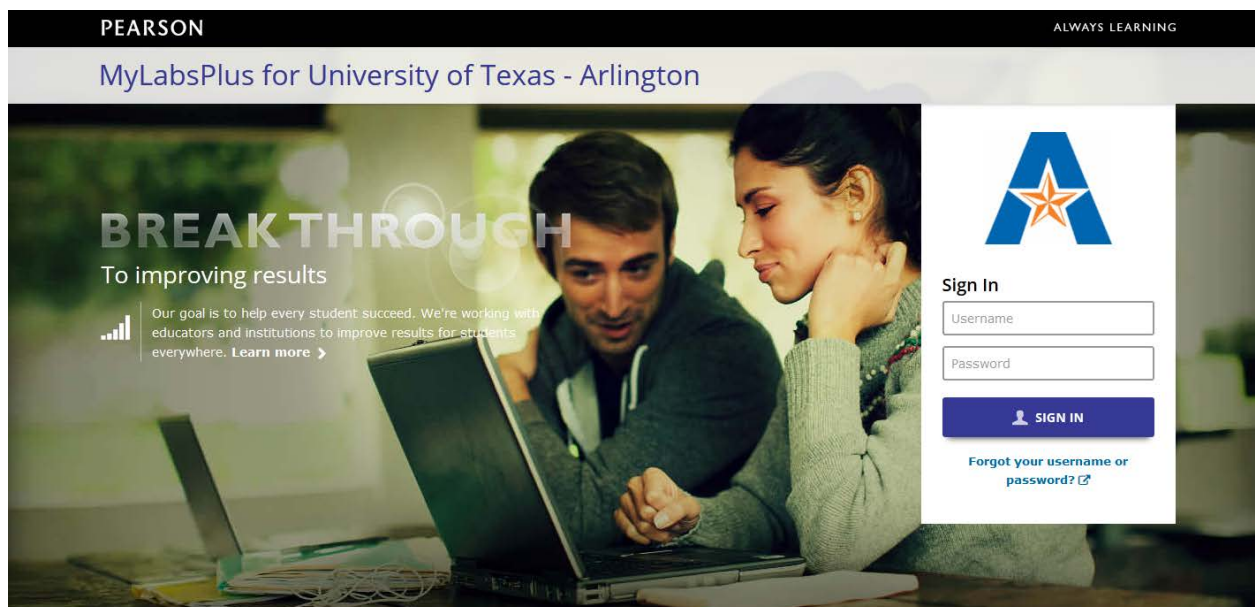 PEARSON
ALWAYS LEARNING
MyLabsPlus for University of Texas - Arlington
BREAKTHROUGH
To improving results
Our goal is to help every student succeed. We're working with
educators and institutions to improve results for students
everywhere. Learn more
A
Sign In
Username
Password
SIGN IN
Forgot your username or
password?